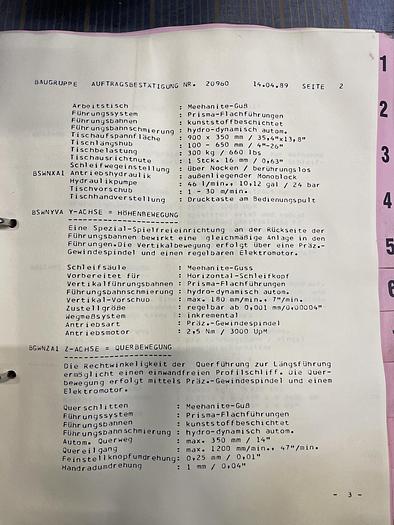 BAUGRUPPE AUFTRAGSBESTÄTIGUNG NR. 20960 14.04.89 SEITE 2
Arbeitstisch : Meehanite-Guß
Führungssystem : Prisma-Flachführungen
Führungsbahnen : kunststoffbeschichtet
Führungsbahnschmierung : hydro-dynamisch autom.
Tischaufspannfläche : 900 x 350 mm / 35,4"x13,8"
Tischlängshub : 100 - 650 mm / 4"-26"
Tischbelastung : 300 kg / 660 lbs
Tischausrichtnute : 1 Stck. 16 mm / 0,63"
Schleifwegeinstellung : über Nocken / berührungslos
BSWNXA1 Antriebshydraulik : außenliegender Monoblock
Hydraulikpumpe : 46 l/min., 10,12 gal / 24 bar
Tischvorschub : 1 - 30 m/min.
Tischhandverstellung : Drucktaste am Bedienungspult
BSWNYVA Y-ACHSE = HÖHENBEWEGUNG
Eine Spezial-Spielfreieinrichtung an der Rückseite der
Führungsbahnen bewirkt eine gleichmäßige Anlage in den
Führungen.Die Vertikalbewegung erfolgt über eine Präz.-
Gewindespindel und einen regelbaren Elektromotor.
Schleifsäule : Meehanite-Guss
Vorbereitet für : Horizontal-Schleifkopf
Vertikalführungsbahnen : Prisma-Flachführungen
Führungsbahnschmierung : hydro-dynamisch autom.
Vertikal-Vorschub : max. 180 mm/min., 7"/min.
Zustellgröße : regelbar ab 0,001 mm/0,00004"
Wegmeßsystem : inkremental
Antriebsart : Präz.-Gewindespindel
Antriebsmotor : 2,5 Nm / 3000 UpM
BGWNZA1 Z-ACHSE = QUERBEWEGUNG
Die Rechtwinkeligkeit der Querführung zur Längsführung
ermöglicht einen einwandfreien Profilschliff. Die Quer-
bewegung erfolgt mittels Präz.-Gewindespindel und einem
Elektromotor.
Querschlitten : Meehanite-Guß
Führungssystem : Prisma-Flachführungen
Führungsbahnen : kunststoffbeschichtet
Führungsbahnschmierung : hydro-dynamisch autom.
Autom. Querweg : max. 350 mm / 14"
Quereilgang : max. 1200 mm/min., 47"/min.
Feinstellknopfumdrehung : 0,25 mm / 0,01"
Handradumdrehung : 1 mm / 0,04"
- 3 -
1
2
3
4
5
6